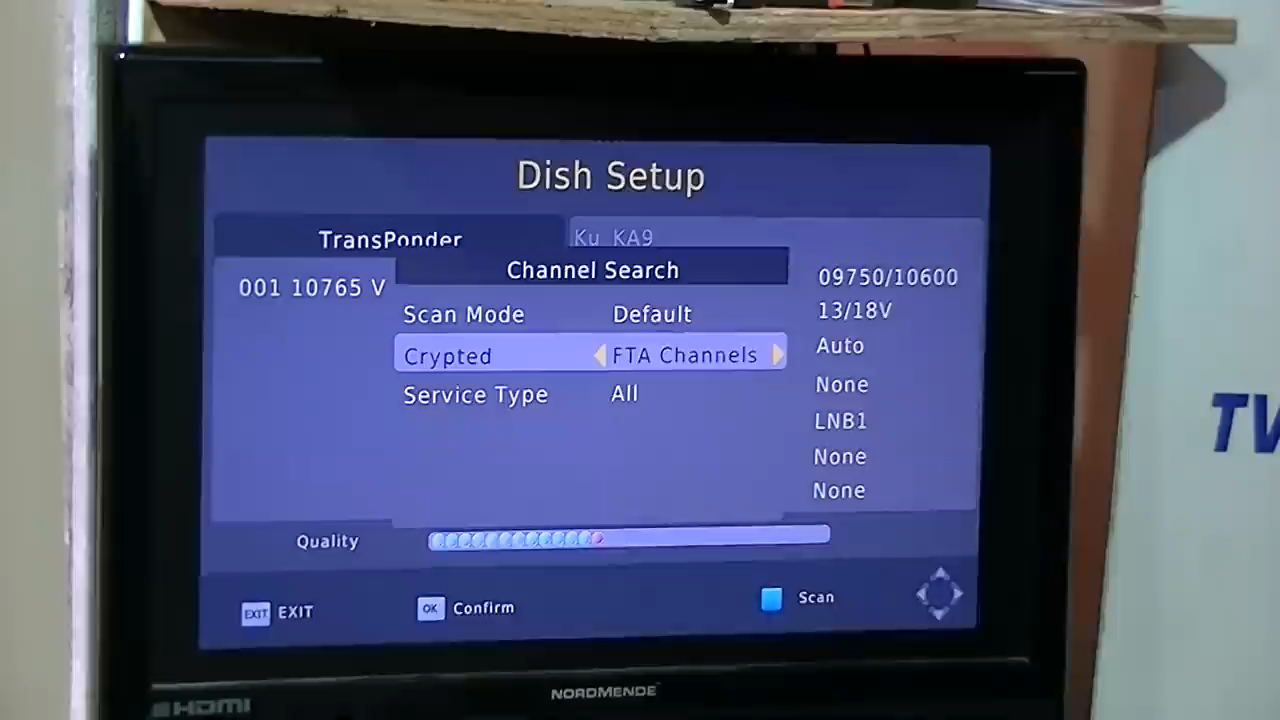 Dish Setup
TransPonder
Ku_KA9
Channel Search
001 10765 V
09750/10600
Scan Mode Default
13/18V
Crypted FTA Channels
Auto
Service Type All
None
LNB1
None
None
Quality
EXIT EXIT
OK Confirm
Scan
NORDMENDE
HDMI
TV